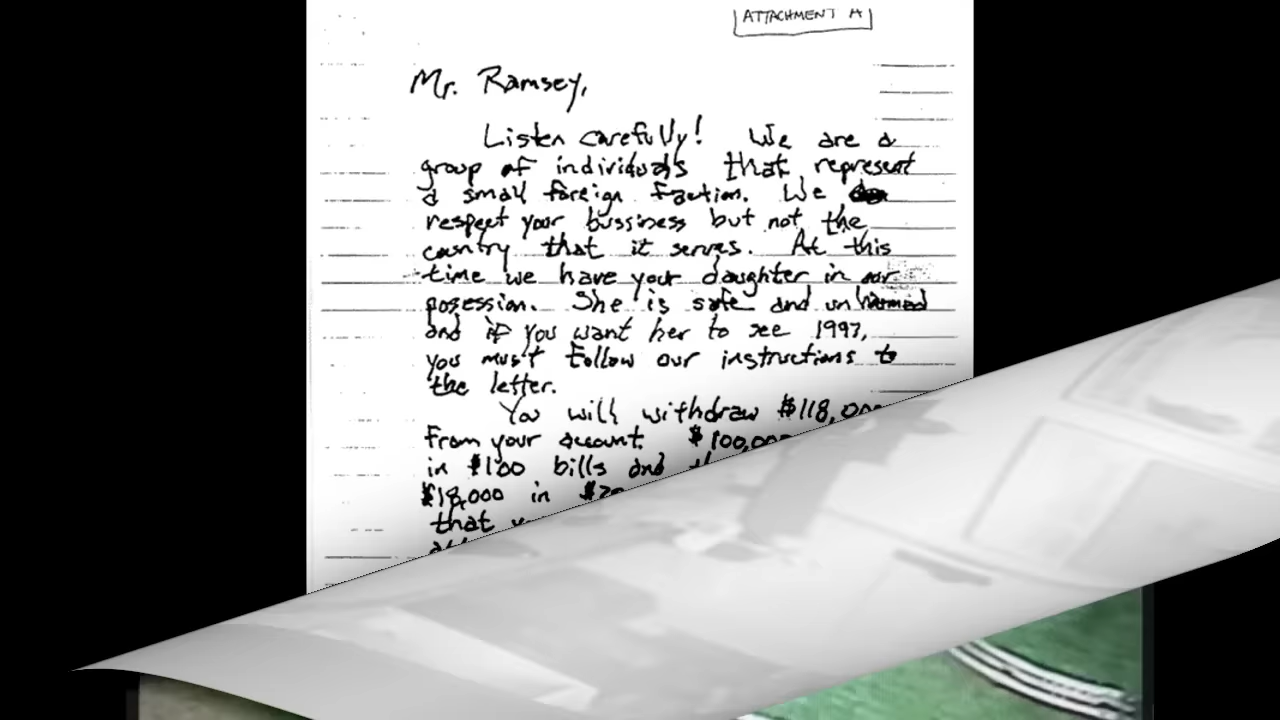 ATTACHMENT A
Mr. Ramsey,
Listen carefully! We are a
group of individuals that represent
a small foreign faction. We
respect your bussiness but not the
country that it serves. At this
time we have your daughter in our
posession. She is safe and unharmed
and if you want her to see 1997,
you must follow our instructions to
the letter.
You will withdraw $118,000
from your account. $100,000
in $100 bills and
$18,000 in
that